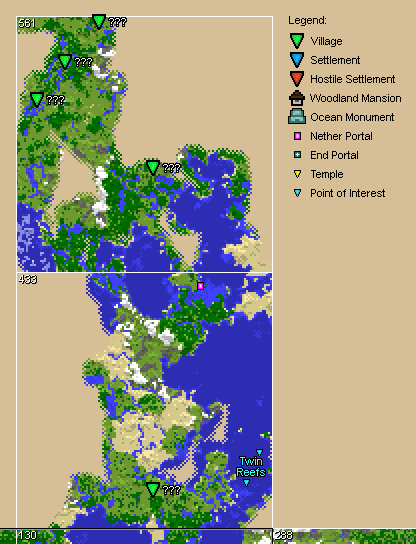 561
???
???
???
???
433
Twin
Reefs
???
130
288
Legend:
Village
Settlement
Hostile Settlement
Woodland Mansion
Ocean Monument
Nether Portal
End Portal
Temple
Point of Interest